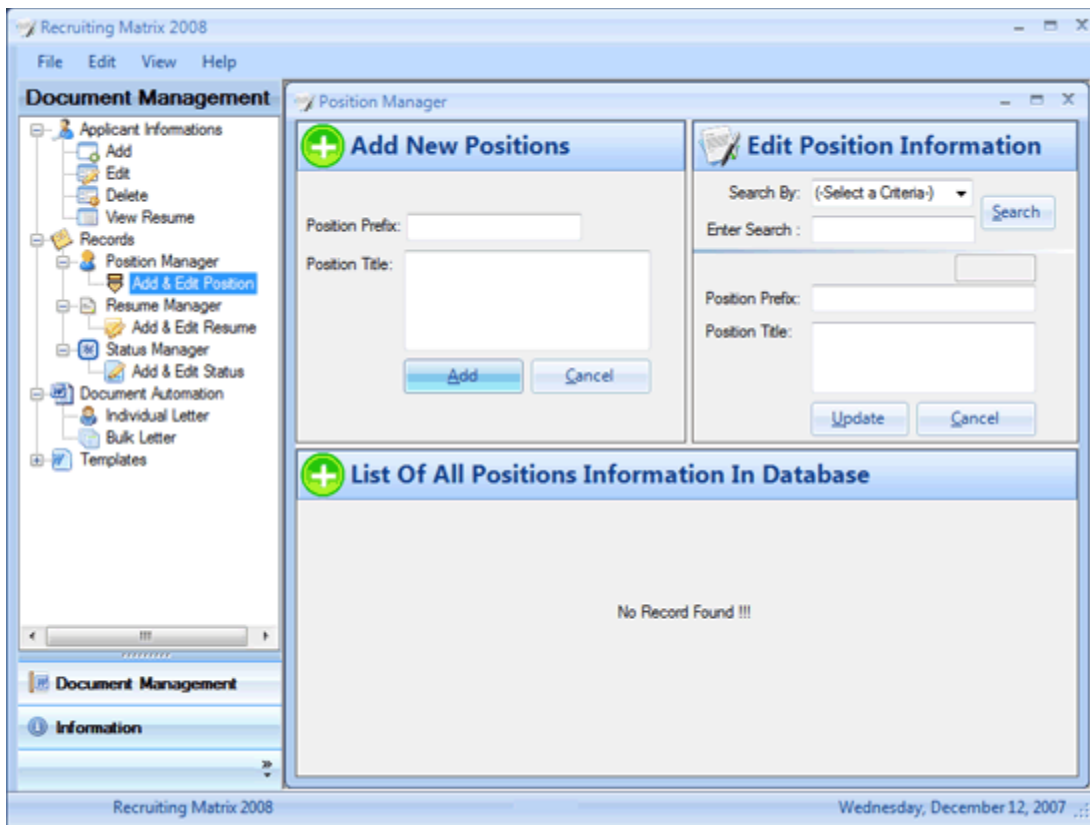 Recruiting Matrix 2008
File Edit View Help
Document Management
Applicant Informations
Add
Edit
Delete
View Resume
Records
Position Manager
Add & Edit Position
Resume Manager
Add & Edit Resume
Status Manager
Add & Edit Status
Document Automation
Individual Letter
Bulk Letter
Templates
Document Management
Information
Position Manager
Add New Positions
Position Prefix:
Position Title:
Add Cancel
Edit Position Information
Search By: (-Select a Criteria-)
Search
Enter Search :
Position Prefix:
Position Title:
Update Cancel
List Of All Positions Information In Database
No Record Found !!!
Recruiting Matrix 2008 Wednesday, December 12, 2007